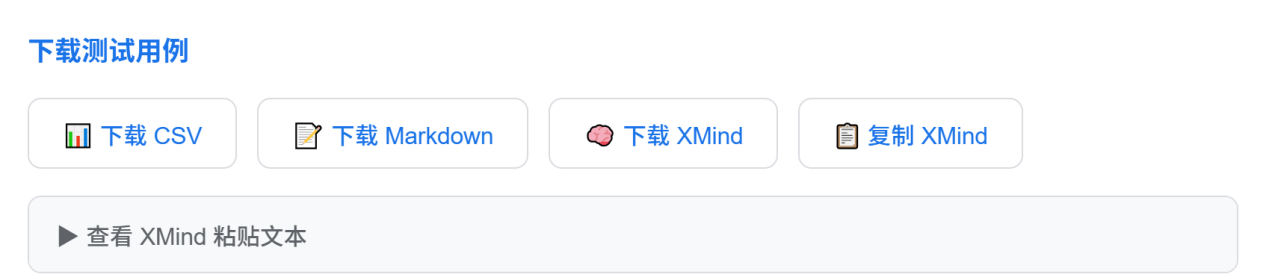 下载测试用例
📊 下载 CSV
📝 下载 Markdown
🧠 下载 XMind
📋 复制 XMind
▶ 查看 XMind 粘贴文本